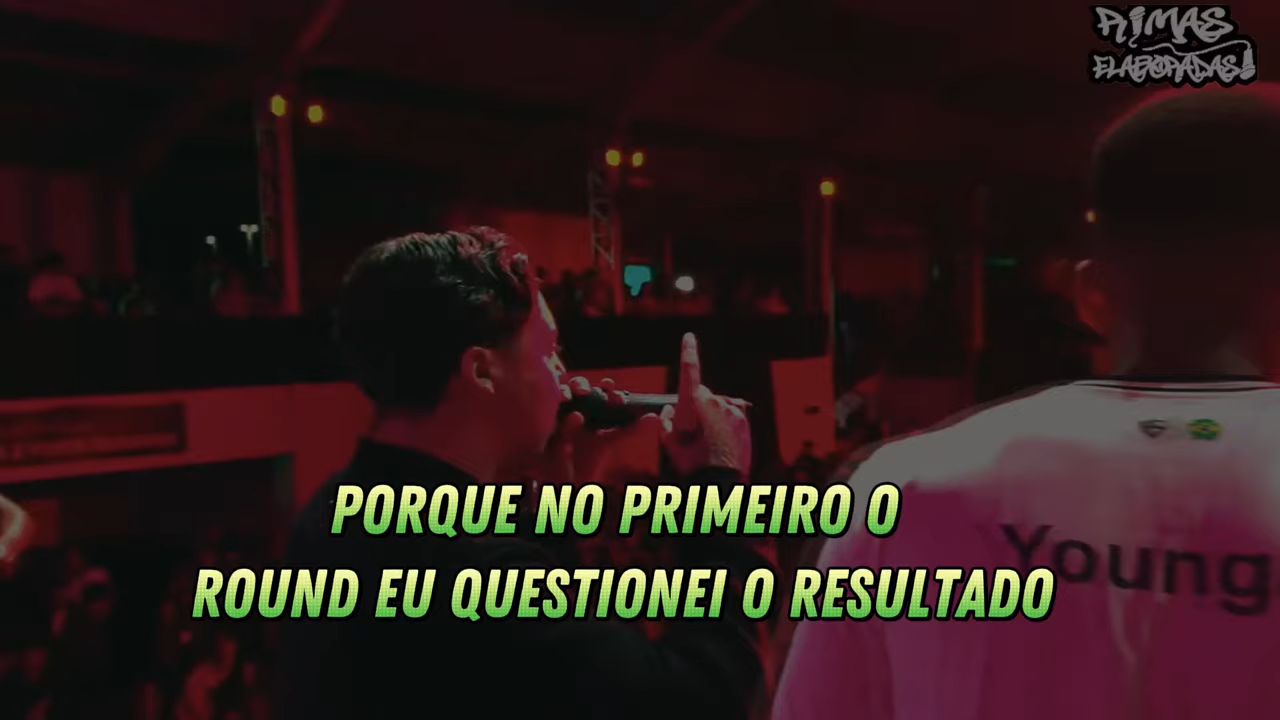 RIMAS
ELABORADAS
PORQUE NO PRIMEIRO O
ROUND EU QUESTIONEI O RESULTADO
Young